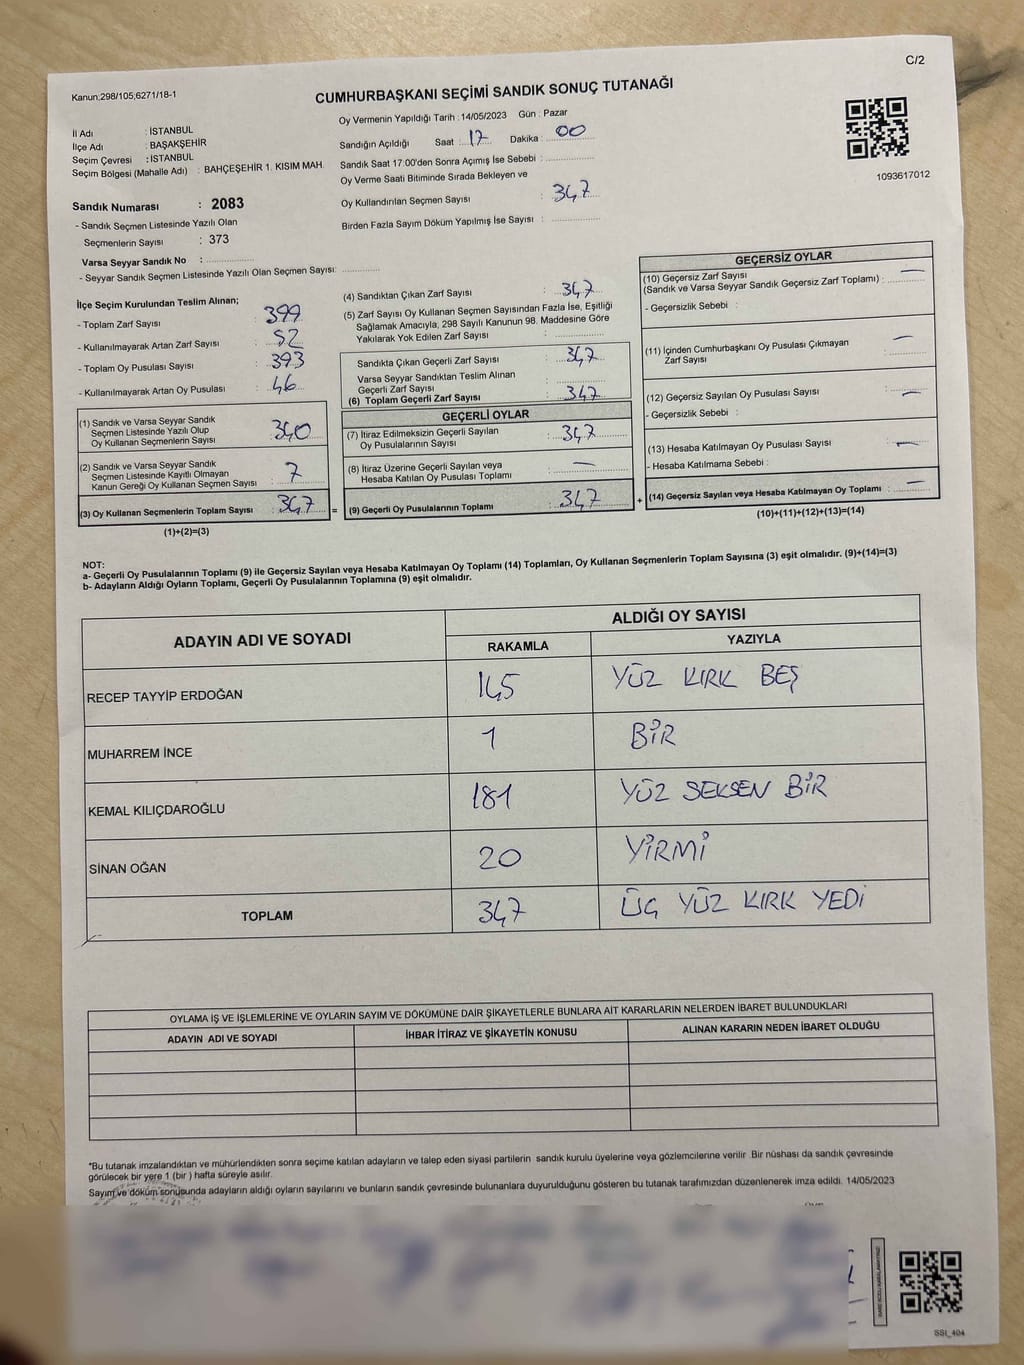 C/2
Kanun;298/105;6271/18-1
CUMHURBAŞKANI SEÇİMİ SANDIK SONUÇ TUTANAĞI
İl Adı : İSTANBUL
İlçe Adı : BAŞAKŞEHİR
Seçim Çevresi : İSTANBUL
Seçim Bölgesi (Mahalle Adı) : BAHÇEŞEHİR 1. KISIM MAH.
Oy Vermenin Yapıldığı Tarih : 14/05/2023 Gün : Pazar
Sandığın Açıldığı Saat : 17 Dakika : 00
Sandık Saat 17:00'den Sonra Açımış İse Sebebi :
Oy Verme Saati Bitiminde Sırada Bekleyen ve
Oy Kullandırılan Seçmen Sayısı : 347
Birden Fazla Sayım Döküm Yapılmış İse Sayısı :
1093617012
Sandık Numarası : 2083
- Sandık Seçmen Listesinde Yazılı Olan
Seçmenlerin Sayısı : 373
Varsa Seyyar Sandık No :
- Seyyar Sandık Seçmen Listesinde Yazılı Olan Seçmen Sayısı:
İlçe Seçim Kurulundan Teslim Alınan;
- Toplam Zarf Sayısı : 399
- Kullanılmayarak Artan Zarf Sayısı : 52
- Toplam Oy Pusulası Sayısı : 393
- Kullanılmayarak Artan Oy Pusulası : 46
(1) Sandık ve Varsa Seyyar Sandık
Seçmen Listesinde Yazılı Olup
Oy Kullanan Seçmenlerin Sayısı : 340
(2) Sandık ve Varsa Seyyar Sandık
Seçmen Listesinde Kayıtlı Olmayan
Kanun Gereği Oy Kullanan Seçmen Sayısı : 7
(3) Oy Kullanan Seçmenlerin Toplam Sayısı : 347 =
(1)+(2)=(3)
(4) Sandıktan Çıkan Zarf Sayısı : 347
(5) Zarf Sayısı Oy Kullanan Seçmen Sayısından Fazla İse, Eşitliği
Sağlamak Amacıyla, 298 Sayılı Kanunun 98. Maddesine Göre
Yakılarak Yok Edilen Zarf Sayısı :
Sandıkta Çıkan Geçerli Zarf Sayısı : 347
Varsa Seyyar Sandıktan Teslim Alınan
Geçerli Zarf Sayısı :
(6) Toplam Geçerli Zarf Sayısı : 347
GEÇERLİ OYLAR
(7) İtiraz Edilmeksizin Geçerli Sayılan
Oy Pusulalarının Sayısı : 347
(8) İtiraz Üzerine Geçerli Sayılan veya
Hesaba Katılan Oy Pusulası Toplamı : —
(9) Geçerli Oy Pusulalarının Toplamı : 347 +
GEÇERSİZ OYLAR
(10) Geçersiz Zarf Sayısı
(Sandık ve Varsa Seyyar Sandık Geçersiz Zarf Toplamı) : —
- Geçersizlik Sebebi :
(11) İçinden Cumhurbaşkanı Oy Pusulası Çıkmayan
Zarf Sayısı : —
(12) Geçersiz Sayılan Oy Pusulası Sayısı : —
- Geçersizlik Sebebi :
(13) Hesaba Katılmayan Oy Pusulası Sayısı : —
- Hesaba Katılmama Sebebi :
(14) Geçersiz Sayılan veya Hesaba Katılmayan Oy Toplamı : —
(10)+(11)+(12)+(13)=(14)
NOT:
a- Geçerli Oy Pusulalarının Toplamı (9) ile Geçersiz Sayılan veya Hesaba Katılmayan Oy Toplamı (14) Toplamları, Oy Kullanan Seçmenlerin Toplam Sayısına (3) eşit olmalıdır. (9)+(14)=(3)
b- Adayların Aldığı Oyların Toplamı, Geçerli Oy Pusulalarının Toplamına (9) eşit olmalıdır.
ADAYIN ADI VE SOYADI
ALDIĞI OY SAYISI
RAKAMLA YAZIYLA
RECEP TAYYİP ERDOĞAN 145 YÜZ KIRK BEŞ
MUHARREM İNCE 1 BİR
KEMAL KILIÇDAROĞLU 181 YÜZ SEKSEN BİR
SİNAN OĞAN 20 YİRMİ
TOPLAM 347 ÜÇ YÜZ KIRK YEDİ
OYLAMA İŞ VE İŞLEMLERİNE VE OYLARIN SAYIM VE DÖKÜMÜNE DAİR ŞİKAYETLERLE BUNLARA AİT KARARLARIN NELERDEN İBARET BULUNDUKLARI
ADAYIN ADI VE SOYADI İHBAR İTİRAZ VE ŞİKAYETİN KONUSU ALINAN KARARIN NEDEN İBARET OLDUĞU
*Bu tutanak imzalandıktan ve mühürlendikten sonra seçime katılan adayların ve talep eden siyasi partilerin sandık kurulu üyelerine veya gözlemcilerine verilir. Bir nüshası da sandık çevresinde
görülecek bir yere 1 (bir ) hafta süreyle asılır.
Sayım ve döküm sonusunda adayların aldığı oyların sayılarını ve bunların sandık çevresinde bulunanlara duyurulduğunu gösteren bu tutanak tarafımızdan düzenlenerek imza edildi. 14/05/2023
SSİ_404